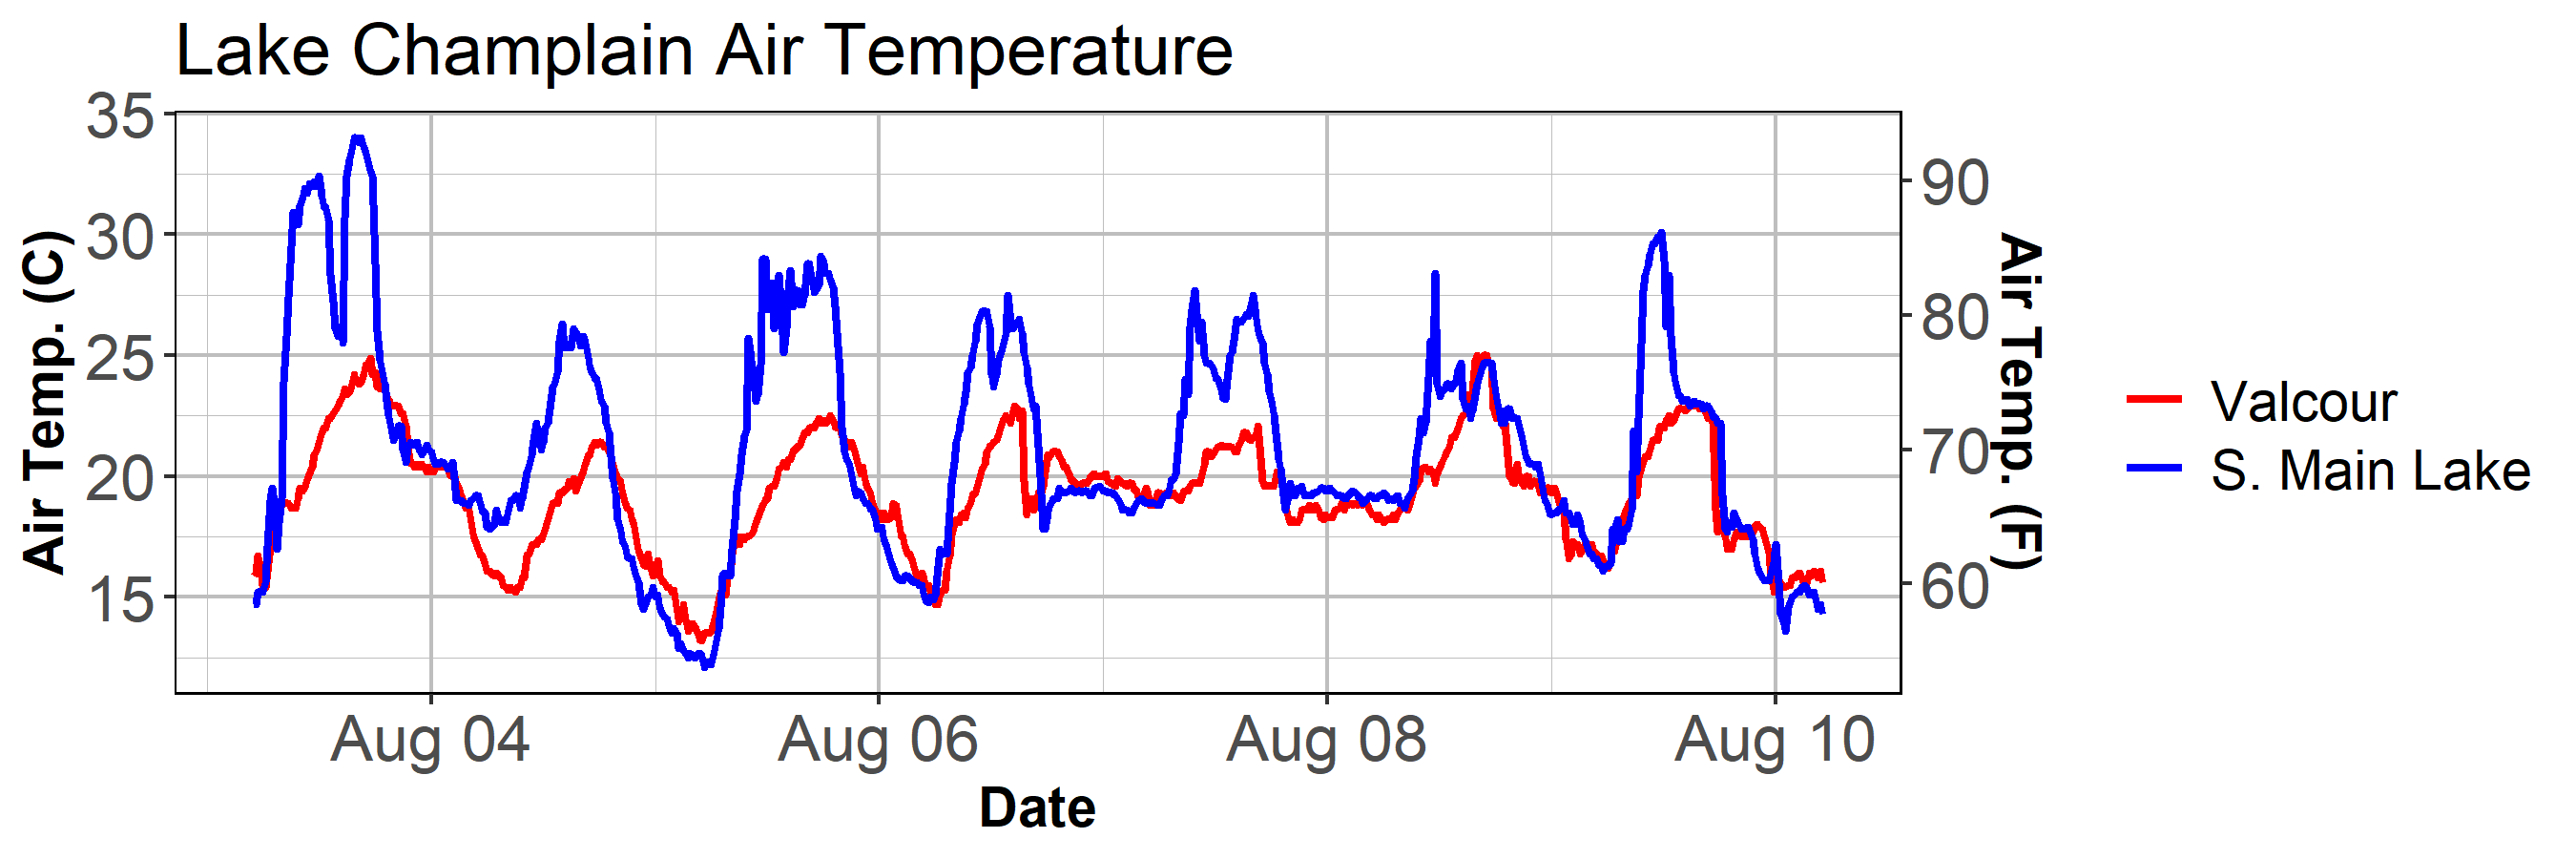 Lake Champlain Air Temperature
35
30
25
20
15
Air Temp. (C)
90
80
70
60
Air Temp. (F)
Aug 04
Aug 06
Aug 08
Aug 10
Date
Valcour
S. Main Lake